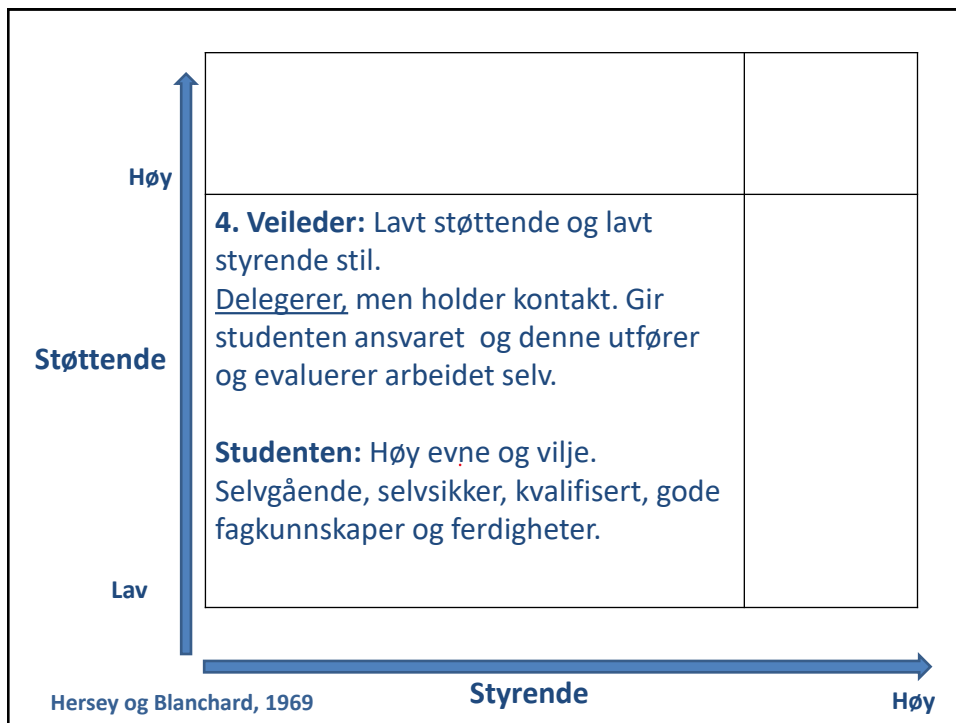 Høy
4. Veileder: Lavt støttende og lavt
styrende stil.
Delegerer, men holder kontakt. Gir
studenten ansvaret  og denne utfører
og evaluerer arbeidet selv.
Støttende
Studenten: Høy evne og vilje.
Selvgående, selvsikker, kvalifisert, gode
fagkunnskaper og ferdigheter.
Lav
Styrende
Høy
Hersey og Blanchard, 1969